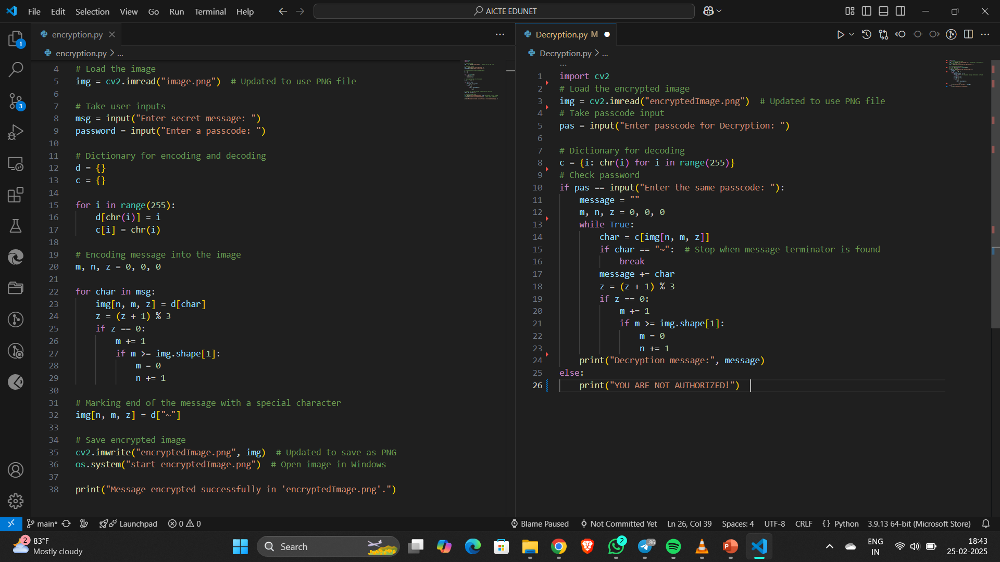 File Edit Selection View Go Run Terminal Help
AICTE EDUNET
encryption.py
encryption.py > ...
4 # Load the image
5 img = cv2.imread("image.png")  # Updated to use PNG file
6
7 # Take user inputs
8 msg = input("Enter secret message: ")
9 password = input("Enter a passcode: ")
10
11 # Dictionary for encoding and decoding
12 d = {}
13 c = {}
14
15 for i in range(255):
16     d[chr(i)] = i
17     c[i] = chr(i)
18
19 # Encoding message into the image
20 m, n, z = 0, 0, 0
21
22 for char in msg:
23     img[n, m, z] = d[char]
24     z = (z + 1) % 3
25     if z == 0:
26         m += 1
27         if m >= img.shape[1]:
28             m = 0
29             n += 1
30
31 # Marking end of the message with a special character
32 img[n, m, z] = d["~"]
33
34 # Save encrypted image
35 cv2.imwrite("encryptedImage.png", img)  # Updated to save as PNG
36 os.system("start encryptedImage.png")  # Open image in Windows
37
38 print("Message encrypted successfully in 'encryptedImage.png'.")
Decryption.py M
Decryption.py > ...
...
1 import cv2
2 # Load the encrypted image
3 img = cv2.imread("encryptedImage.png")  # Updated to use PNG file
4 # Take passcode input
5 pas = input("Enter passcode for Decryption: ")
6
7 # Dictionary for decoding
8 c = {i: chr(i) for i in range(255)}
9 # Check password
10 if pas == input("Enter the same passcode: "):
11     message = ""
12     m, n, z = 0, 0, 0
13     while True:
14         char = c[img[n, m, z]]
15         if char == "~":  # Stop when message terminator is found
16             break
17         message += char
18         z = (z + 1) % 3
19         if z == 0:
20             m += 1
21             if m >= img.shape[1]:
22                 m = 0
23                 n += 1
24     print("Decryption message:", message)
25 else:
26     print("YOU ARE NOT AUTHORIZED!")
1
3
main* Launchpad 0 0 Blame Paused Not Committed Yet Ln 26, Col 39 Spaces: 4 UTF-8 CRLF {} Python 3.9.13 64-bit (Microsoft Store)
2 83°F
Mostly cloudy
Search
2
86
ENG
IN
18:43
25-02-2025